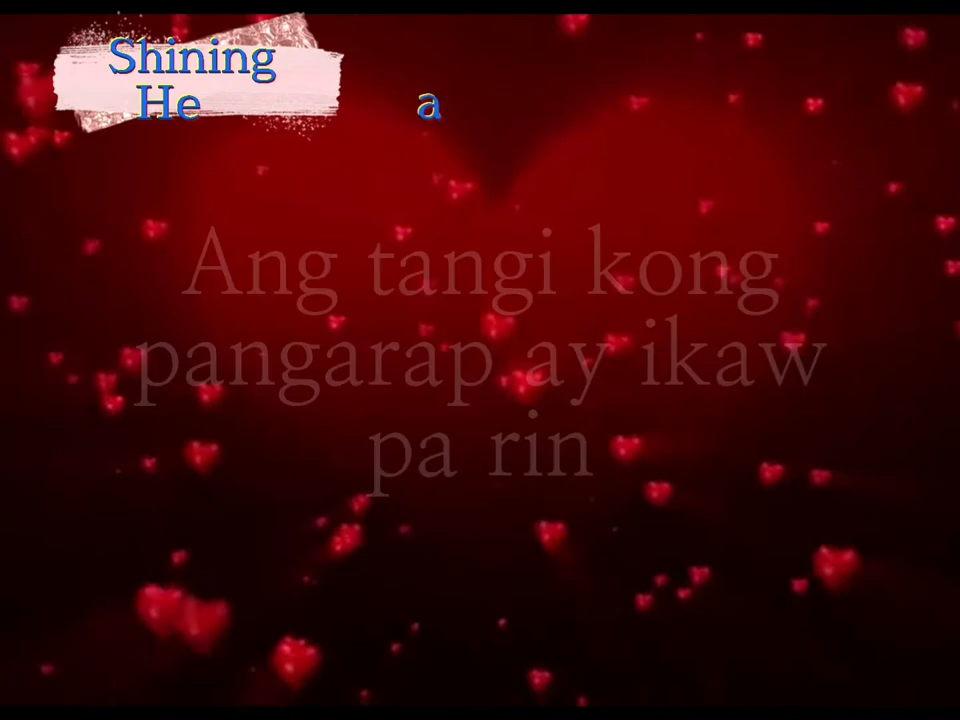 Shining
He a
Ang tangi kong
pangarap ay ikaw
pa rin